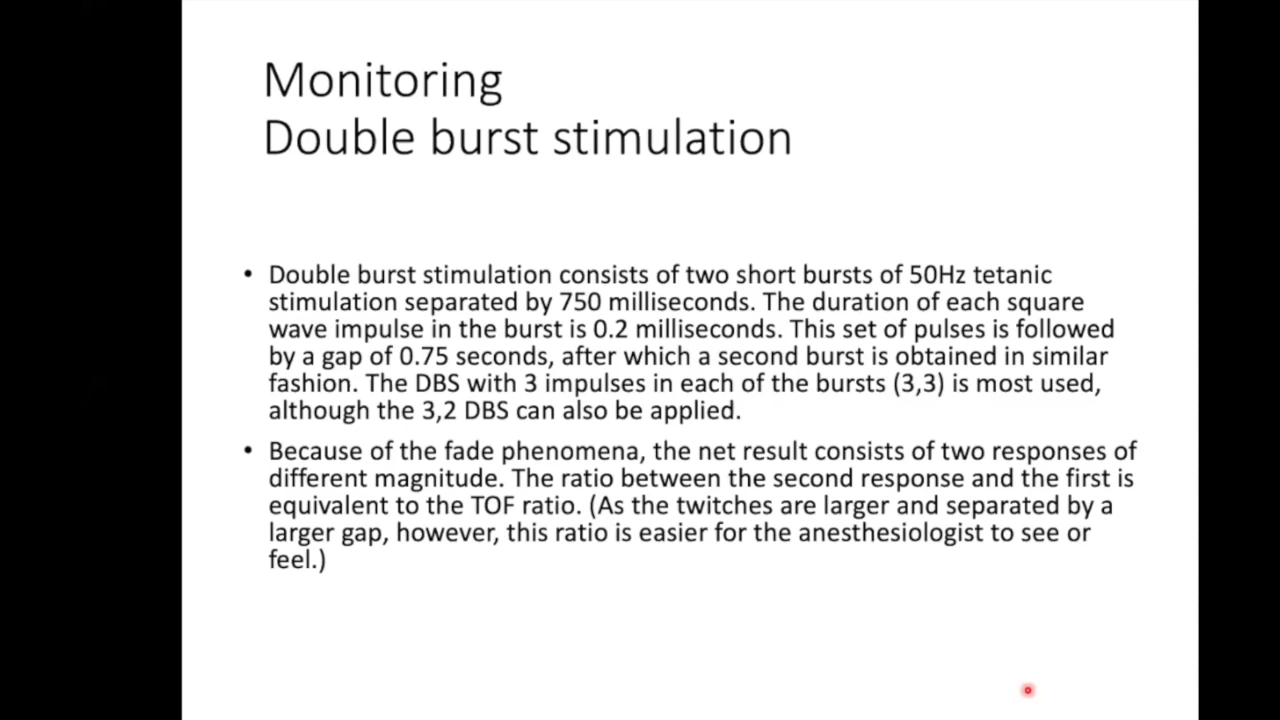 Monitoring
Double burst stimulation
• Double burst stimulation consists of two short bursts of 50Hz tetanic
stimulation separated by 750 milliseconds. The duration of each square
wave impulse in the burst is 0.2 milliseconds. This set of pulses is followed
by a gap of 0.75 seconds, after which a second burst is obtained in similar
fashion. The DBS with 3 impulses in each of the bursts (3,3) is most used,
although the 3,2 DBS can also be applied.
• Because of the fade phenomena, the net result consists of two responses of
different magnitude. The ratio between the second response and the first is
equivalent to the TOF ratio. (As the twitches are larger and separated by a
larger gap, however, this ratio is easier for the anesthesiologist to see or
feel.)